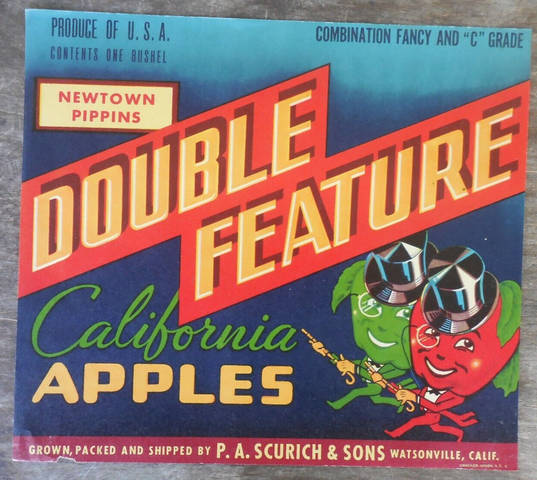 PRODUCE OF U.S.A.
CONTENTS ONE BUSHEL
COMBINATION FANCY AND "C" GRADE
NEWTOWN
PIPPINS
DOUBLE
FEATURE
California
APPLES
GROWN, PACKED AND SHIPPED BY P. A. SCURICH & SONS WATSONVILLE, CALIF.